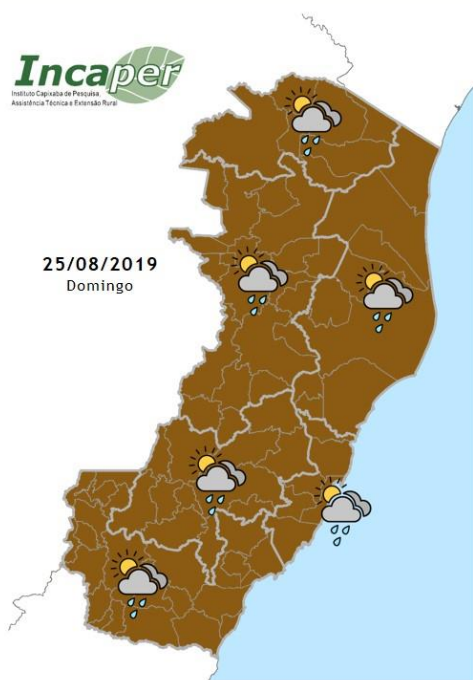 Incaper
Instituto Capixaba de Pesquisa,
Assistência Técnica e Extensão Rural
25/08/2019
Domingo